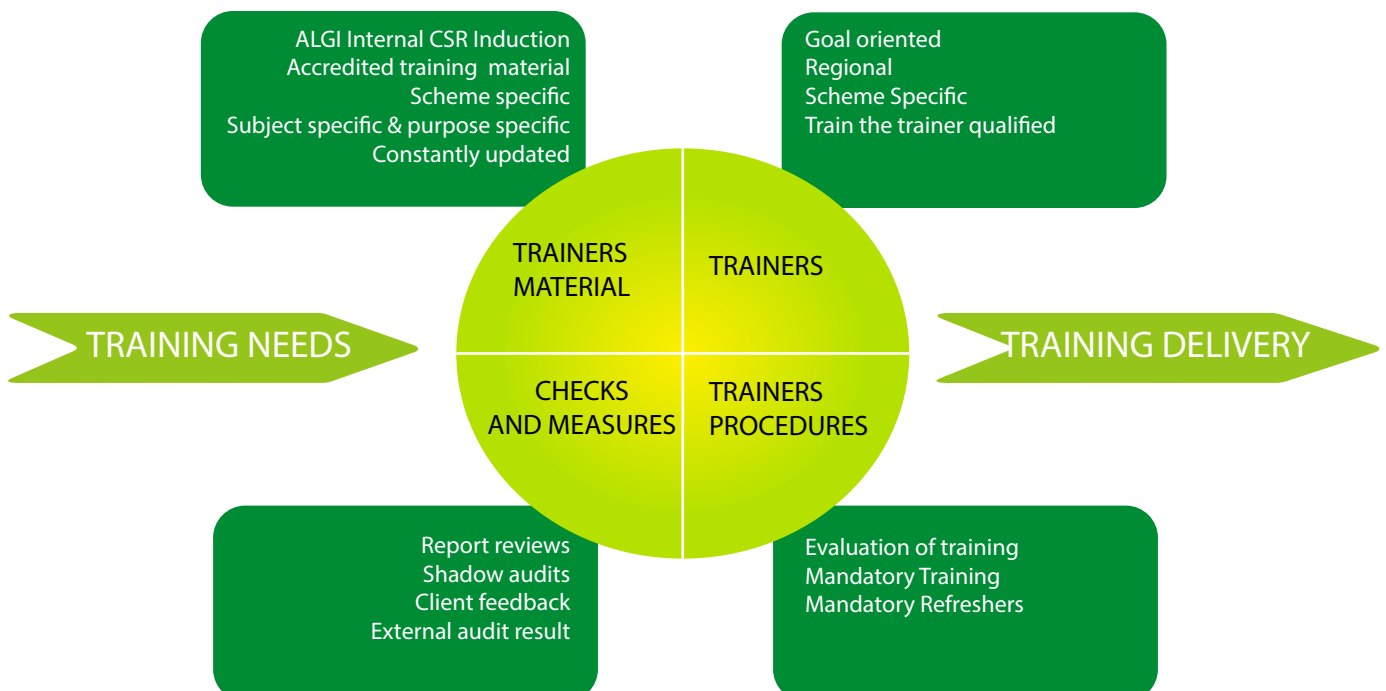 ALGI Internal CSR Induction
Accredited training material
Scheme specific
Subject specific & purpose specific
Constantly updated
Goal oriented
Regional
Scheme Specific
Train the trainer qualified
TRAINERS
MATERIAL
TRAINERS
TRAINING NEEDS
TRAINING DELIVERY
CHECKS
AND MEASURES
TRAINERS
PROCEDURES
Report reviews
Shadow audits
Client feedback
External audit result
Evaluation of training
Mandatory Training
Mandatory Refreshers